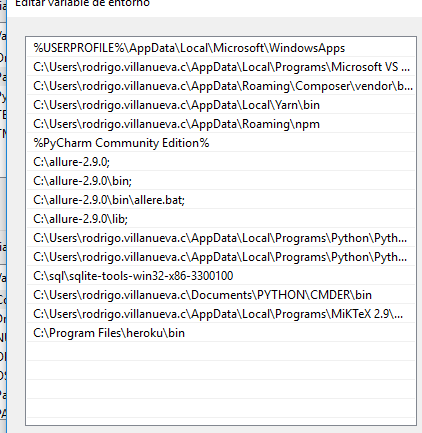 Editar variable de entorno
%USERPROFILE%\AppData\Local\Microsoft\WindowsApps
C:\Users\rodrigo.villanueva.c\AppData\Local\Programs\Microsoft VS ...
C:\Users\rodrigo.villanueva.c\AppData\Roaming\Composer\vendor\b...
C:\Users\rodrigo.villanueva.c\AppData\Local\Yarn\bin
C:\Users\rodrigo.villanueva.c\AppData\Roaming\npm
%PyCharm Community Edition%
C:\allure-2.9.0;
C:\allure-2.9.0\bin;
C:\allure-2.9.0\bin\allere.bat;
C:\allure-2.9.0\lib;
C:\Users\rodrigo.villanueva.c\AppData\Local\Programs\Python\Pyth...
C:\Users\rodrigo.villanueva.c\AppData\Local\Programs\Python\Pyth...
C:\sql\sqlite-tools-win32-x86-3300100
C:\Users\rodrigo.villanueva.c\Documents\PYTHON\CMDER\bin
C:\Users\rodrigo.villanueva.c\AppData\Local\Programs\MiKTeX 2.9\...
C:\Program Files\heroku\bin